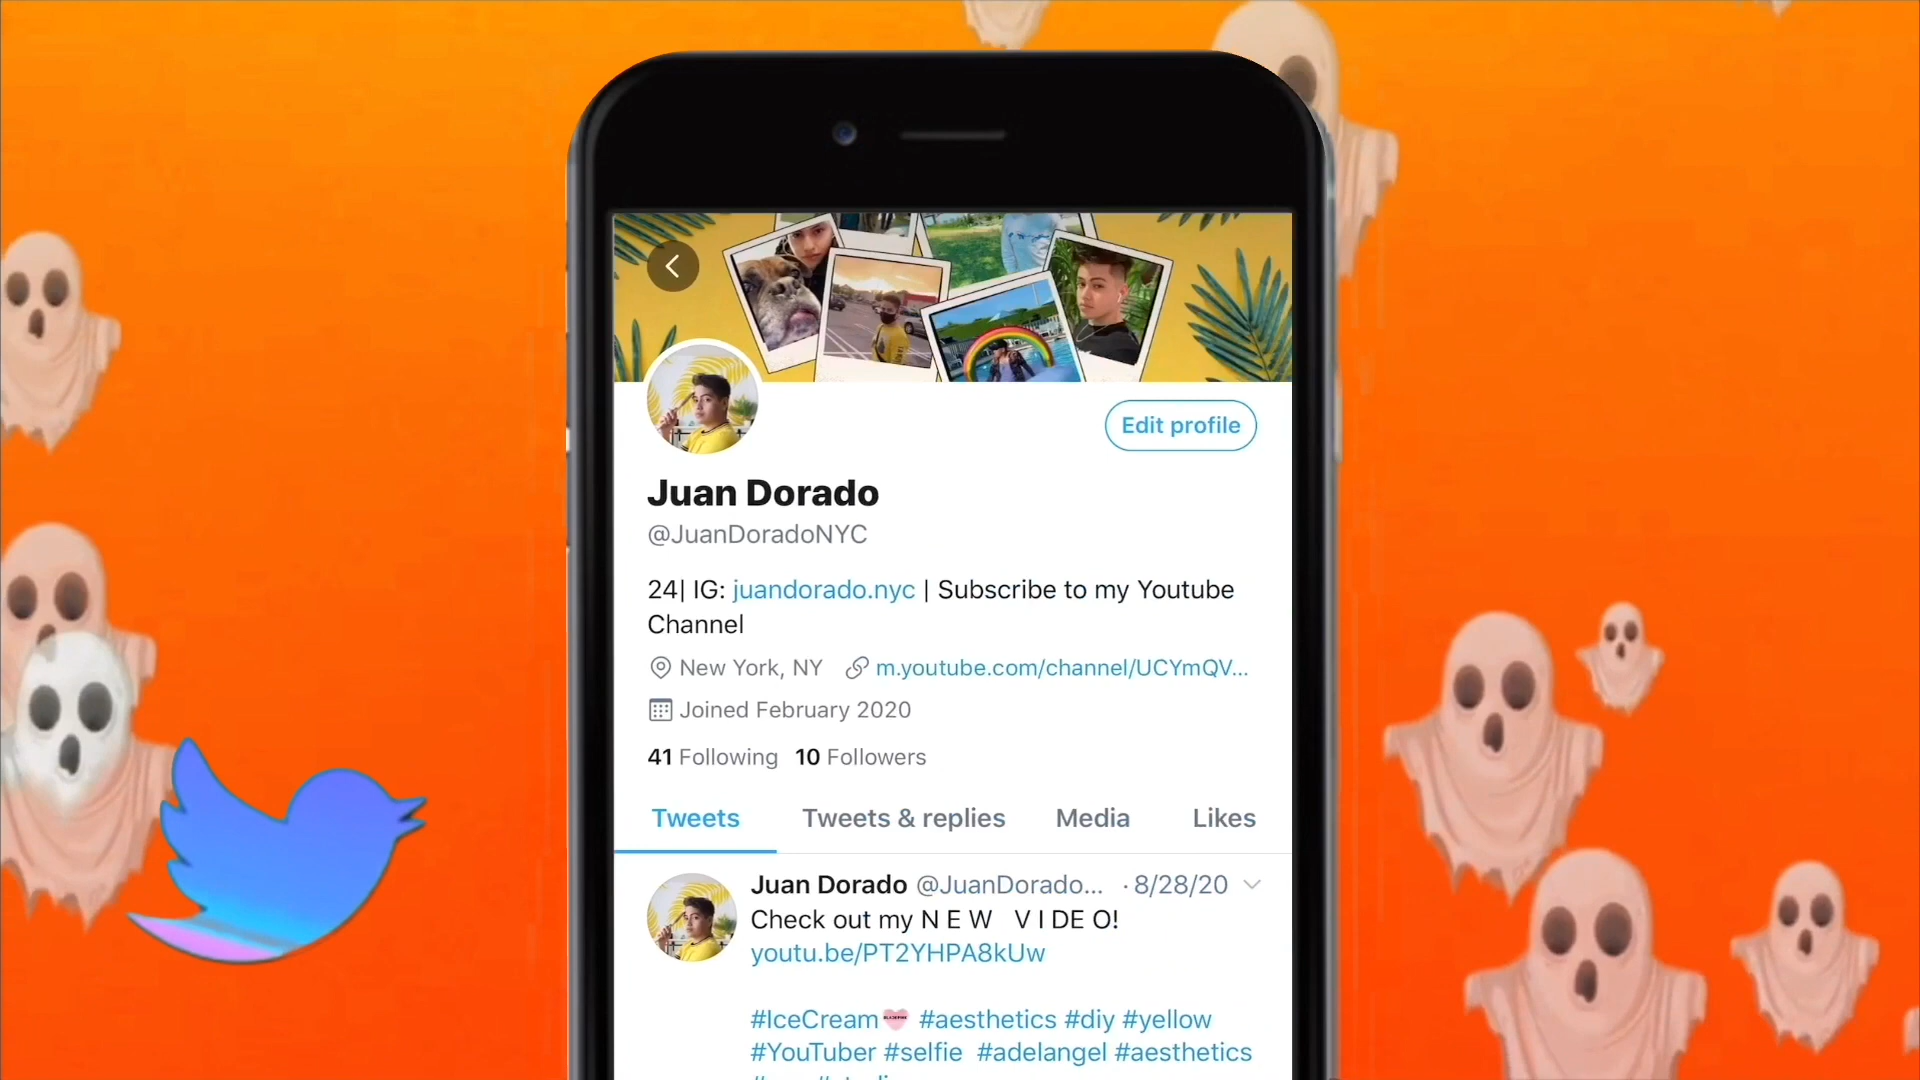 Edit profile
Juan Dorado
@JuanDoradoNYC
24| IG: juandorado.nyc | Subscribe to my Youtube
Channel
New York, NY m.youtube.com/channel/UCYmQV...
Joined February 2020
41 Following 10 Followers
Tweets Tweets & replies Media Likes
Juan Dorado @JuanDorado... · 8/28/20
Check out my N E W V I D E O!
youtu.be/PT2YHPA8kUw
#IceCream #aesthetics #diy #yellow
#YouTuber #selfie #adelangel #aesthetics